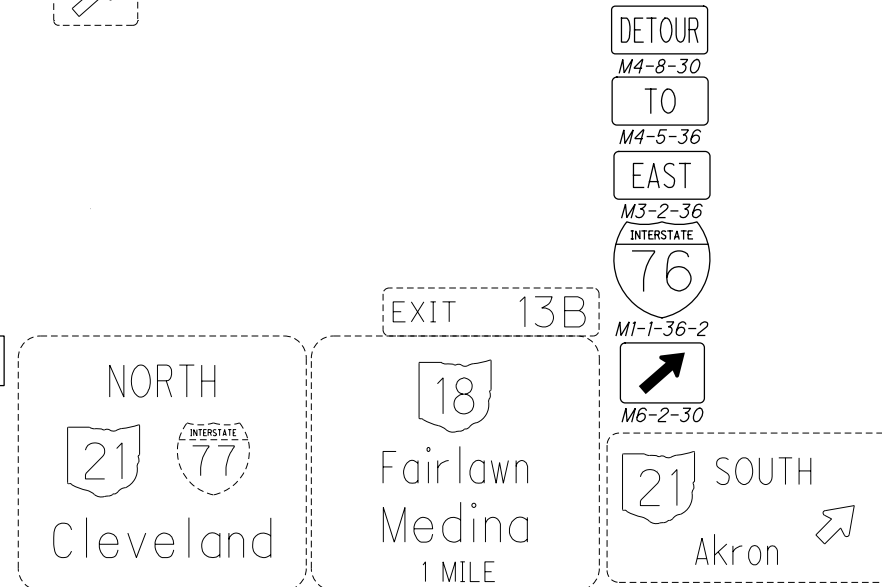 DETOUR
M4-8-30
TO
M4-5-36
EAST
M3-2-36
INTERSTATE
76
M1-1-36-2
M6-2-30
NORTH
21
INTERSTATE
77
Cleveland
EXIT 13B
18
Fairlawn
Medina
1 MILE
21 SOUTH
Akron